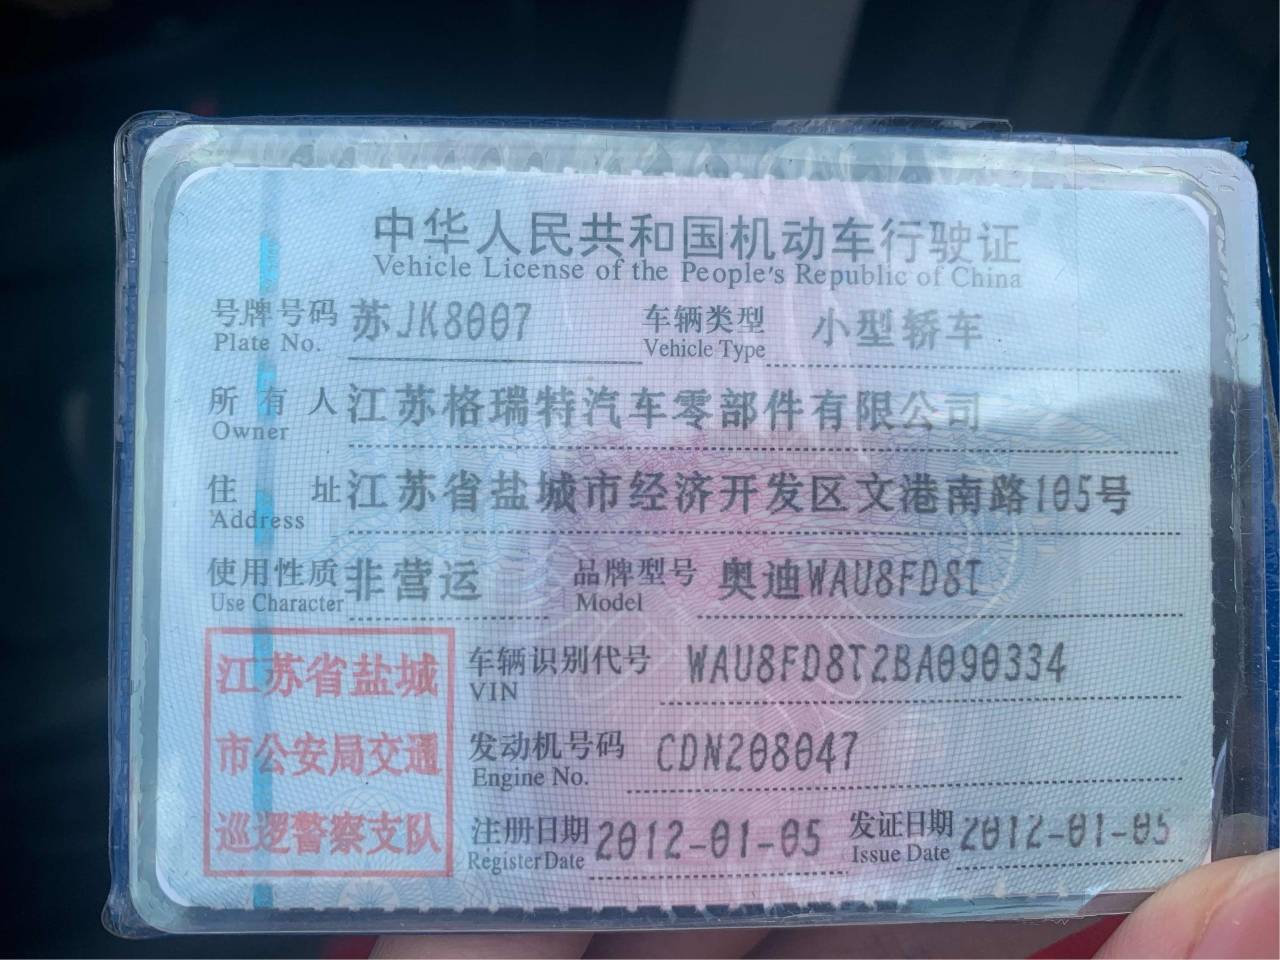 中华人民共和国机动车行驶证
Vehicle License of the People's Republic of China
号牌号码 苏JK8007 车辆类型 小型轿车
Plate No. Vehicle Type
所有人 江苏格瑞特汽车零部件有限公司
Owner
住址 江苏省盐城市经济开发区文港南路105号
Address
使用性质 非营运 品牌型号 奥迪WAU8FD8T
Use Character Model
江苏省盐城
市公安局交通
巡逻警察支队
车辆识别代号 WAU8FD8T2BA090334
VIN
发动机号码 CDN208047
Engine No.
注册日期 2012-01-05 发证日期 2012-01-05
Register Date Issue Date